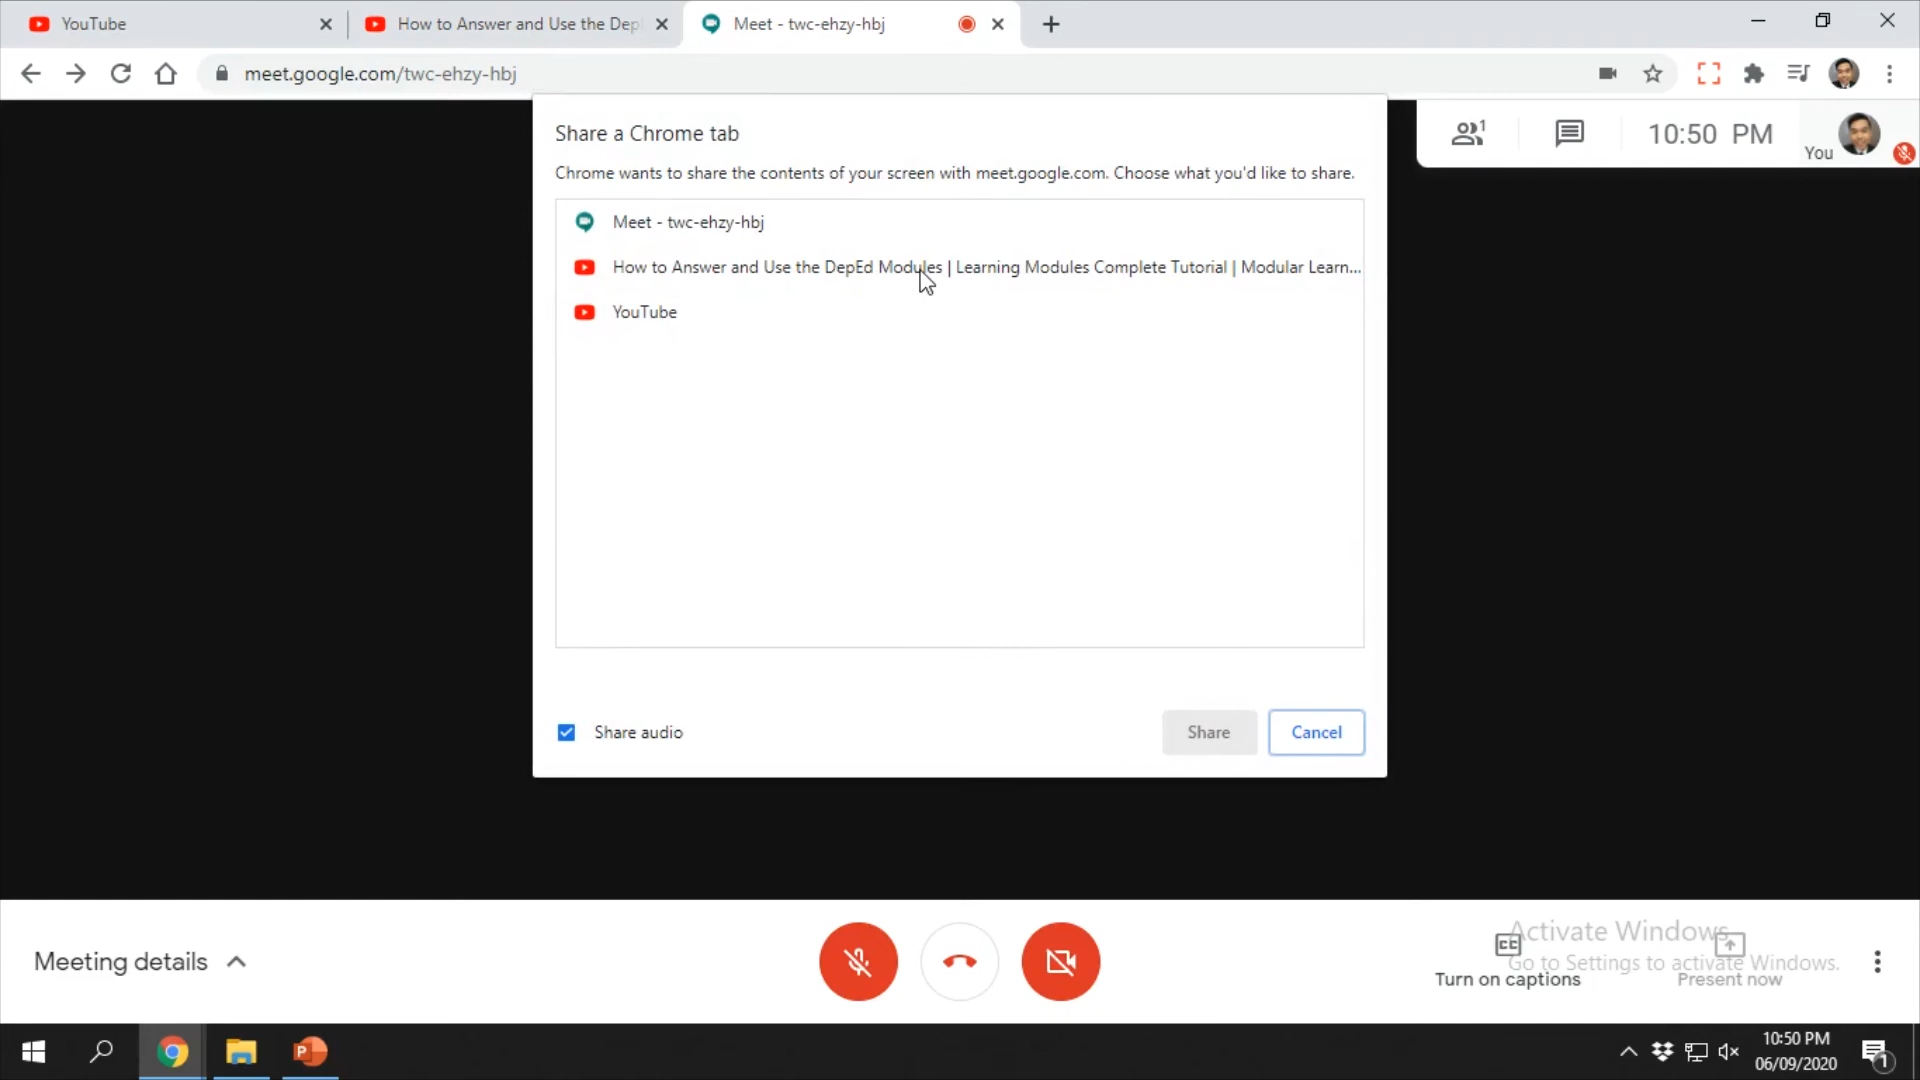 YouTube
How to Answer and Use the Dep
Meet - twc-ehzy-hbj
meet.google.com/twc-ehzy-hbj
Share a Chrome tab
Chrome wants to share the contents of your screen with meet.google.com. Choose what you'd like to share.
Meet - twc-ehzy-hbj
How to Answer and Use the DepEd Modules | Learning Modules Complete Tutorial | Modular Learn...
YouTube
Share audio
Share
Cancel
1
10:50 PM
You
Meeting details
CC
Turn on captions
Present now
Activate Windows
Go to Settings to activate Windows.
P
10:50 PM
06/09/2020
1